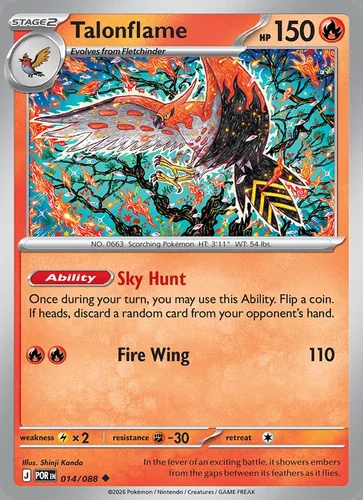 STAGE2 Talonflame HP 150
Evolves from Fletchinder
NO. 0663 Scorching Pokémon HT: 3'11" WT: 54 lbs.
Ability Sky Hunt
Once during your turn, you may use this Ability. Flip a coin.
If heads, discard a random card from your opponent's hand.
Fire Wing 110
weakness ×2 resistance -30 retreat
Illus. Shinji Kanda
In the fever of an exciting battle, it showers embers
from the gaps between its feathers as it flies.
J POR EN 014/088
©2026 Pokémon / Nintendo / Creatures / GAME FREAK